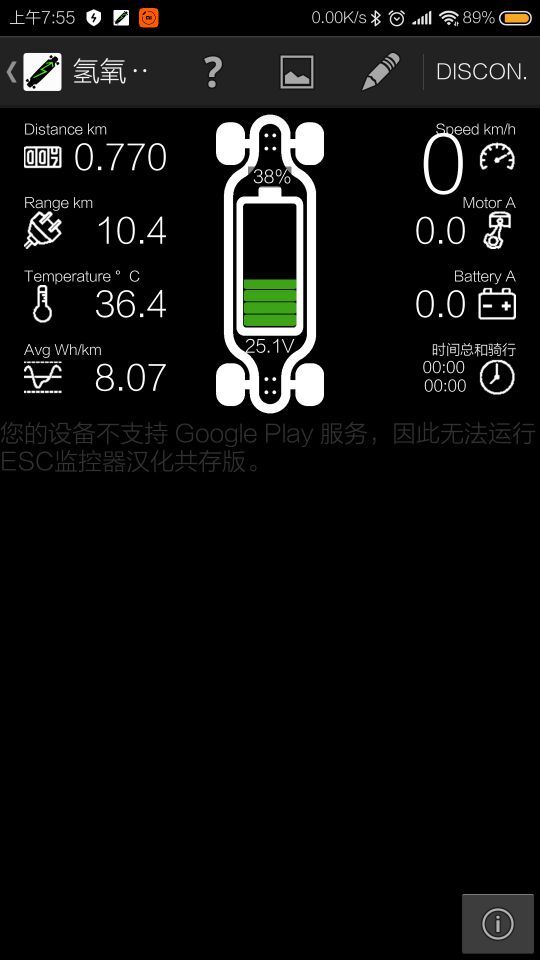 上午7:55
0.00K/s 89%
氢氧··
?
DISCON.
Distance km
0.770
Range km
10.4
Temperature °C
36.4
Avg Wh/km
8.07
38%
25.1V
Speed km/h
0
Motor A
0.0
Battery A
0.0
时间总和骑行
00:00
00:00
您的设备不支持 Google Play 服务，因此无法运行
ESC监控器汉化共存版。